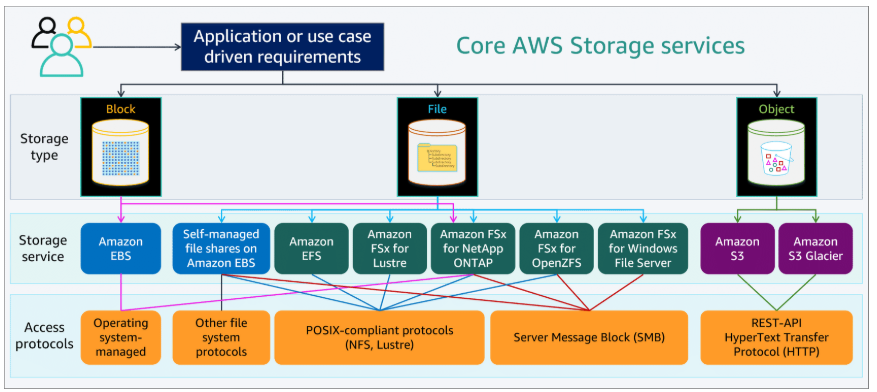 Application or use case
driven requirements
Core AWS Storage services
Storage
type
Block
File
Object
Storage
service
Amazon
EBS
Self-managed
file shares on
Amazon EBS
Amazon
EFS
Amazon
FSx for
Lustre
Amazon FSx
for NetApp
ONTAP
Amazon
FSx for
OpenZFS
Amazon FSx
for Windows
File Server
Amazon
S3
Amazon
S3 Glacier
Access
protocols
Operating
system-
managed
Other file
system
protocols
POSIX-compliant protocols
(NFS, Lustre)
Server Message Block (SMB)
REST-API
HyperText Transfer
Protocol (HTTP)